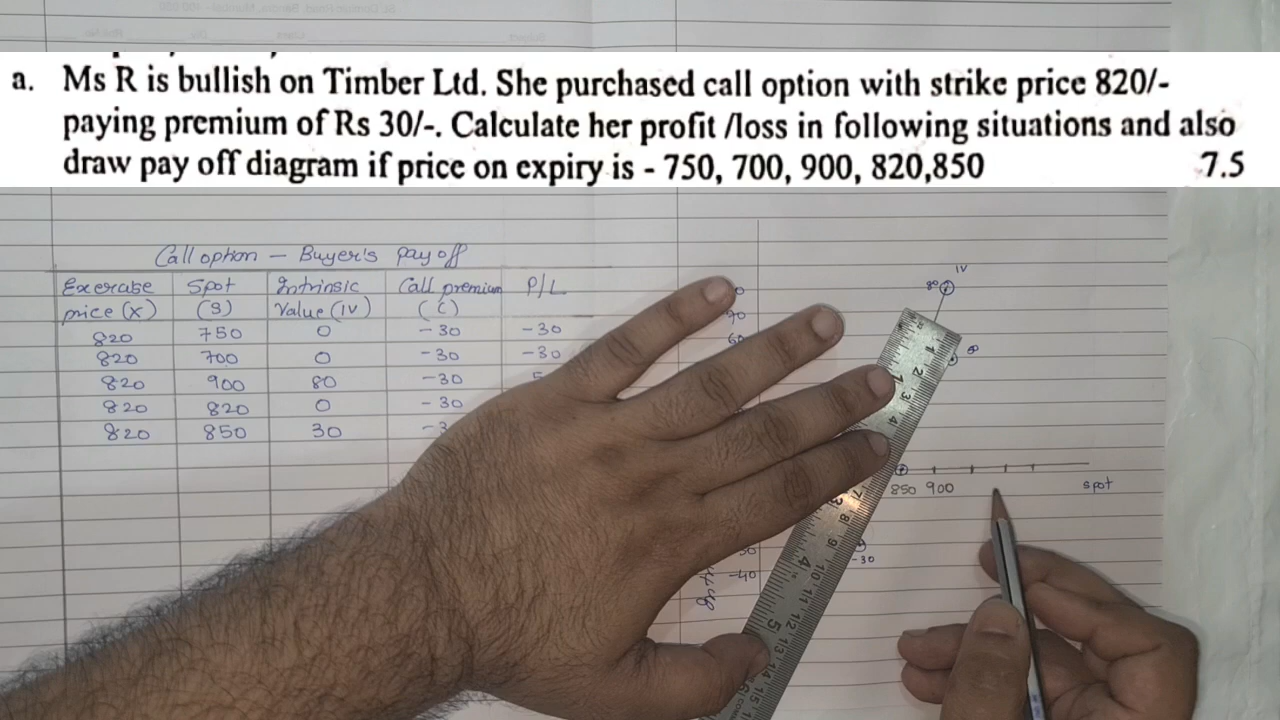 a. Ms R is bullish on Timber Ltd. She purchased call option with strike price 820/-
paying premium of Rs 30/-. Calculate her profit /loss in following situations and also
draw pay off diagram if price on expiry is - 750, 700, 900, 820,850 7.5
Call option - Buyer's pay off
Exercise Spot Intrinsic Call premium P/L
price (X) (S) Value (IV) (C)
820 750 0 -30 -30
820 700 0 -30 -30
820 900 80 -30 5
820 820 0 -30
820 850 30 -3
IV
80
70
60
850 900 spot
-30
-40